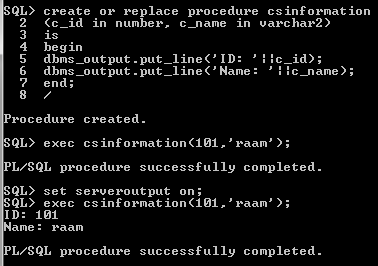 SQL> create or replace procedure csinformation
2 (c_id in number, c_name in varchar2)
3 is
4 begin
5 dbms_output.put_line('ID: '||c_id);
6 dbms_output.put_line('Name: '||c_name);
7 end;
8 /
Procedure created.
SQL> exec csinformation(101,'raam');
PL/SQL procedure successfully completed.
SQL> set serveroutput on;
SQL> exec csinformation(101,'raam');
ID: 101
Name: raam
PL/SQL procedure successfully completed.